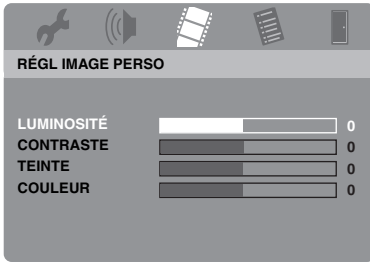 RÉGL IMAGE PERSO
LUMINOSITÉ 0
CONTRASTE 0
TEINTE 0
COULEUR 0